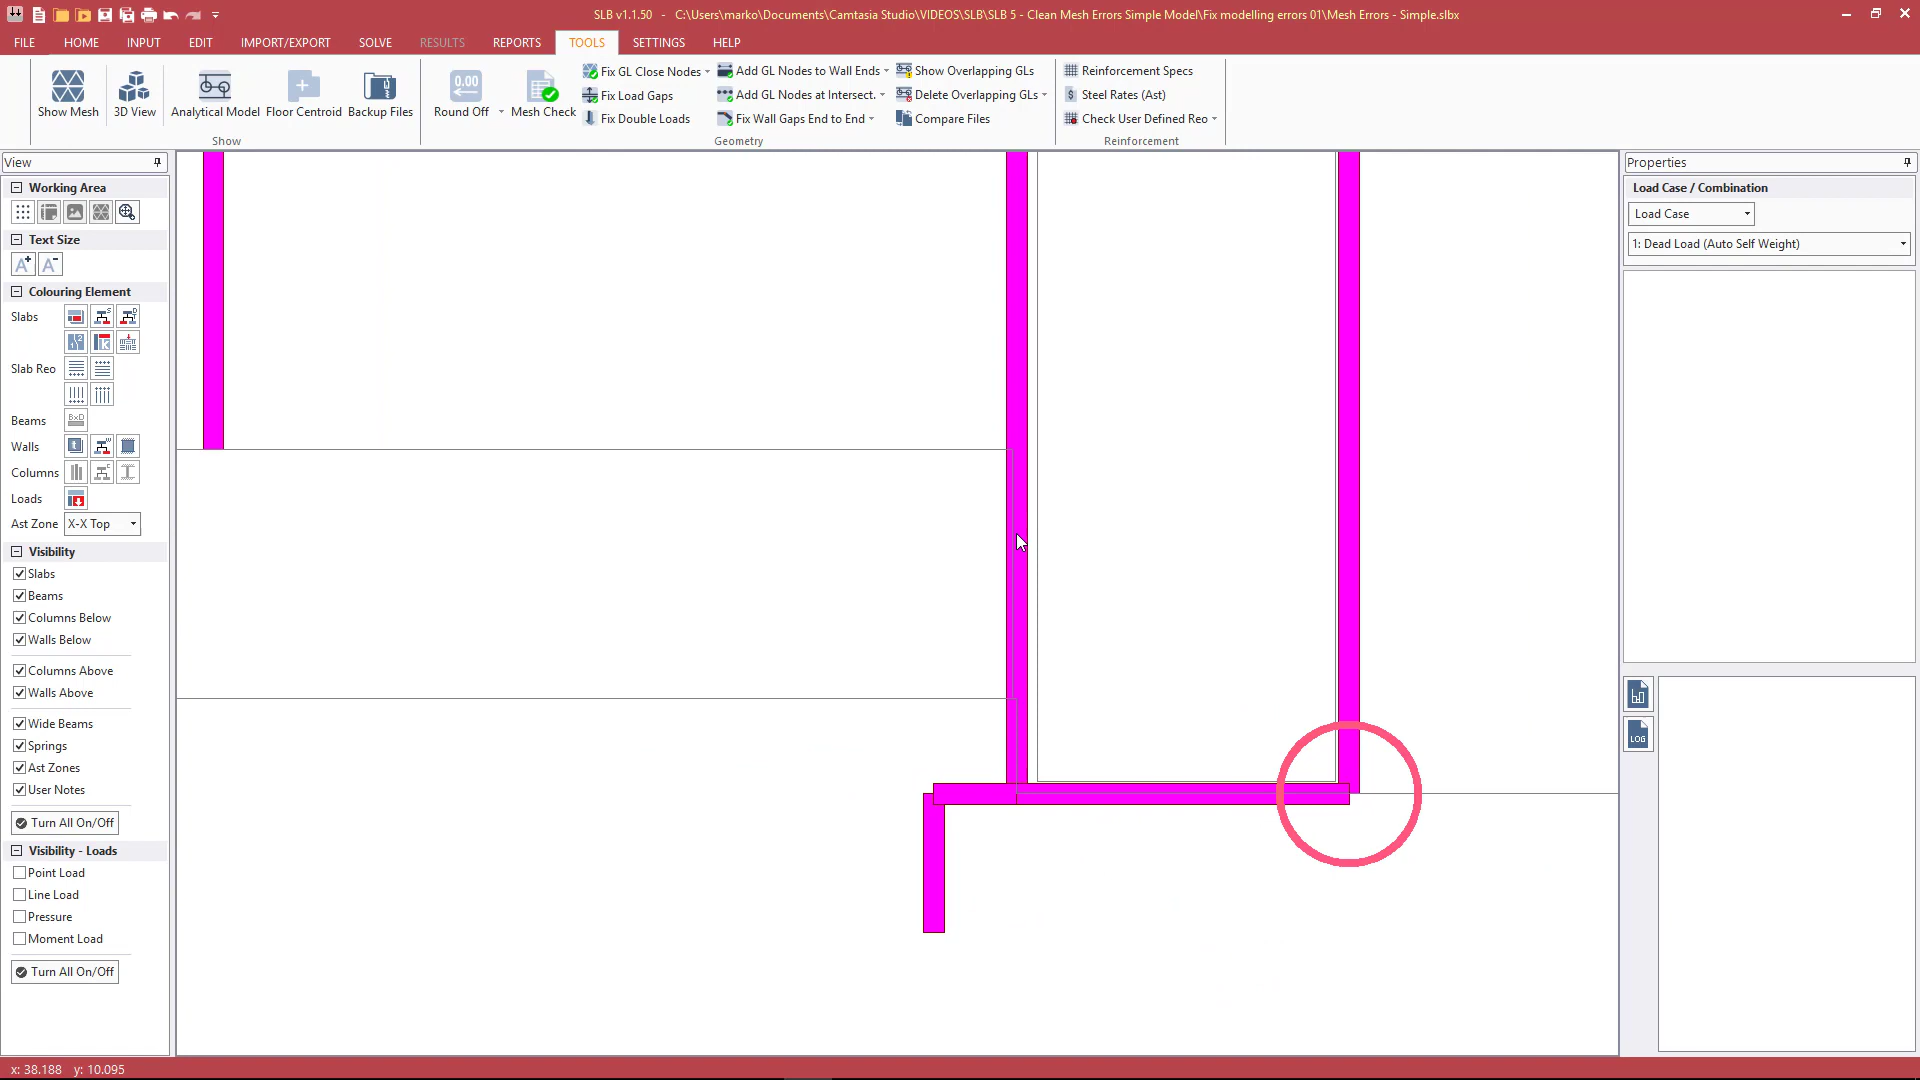 SLB v1.1.50 - C:\Users\marko\Documents\Camtasia Studio\VIDEOS\SLB\SLB 5 - Clean Mesh Errors Simple Model\Fix modelling errors 01\Mesh Errors - Simple.slbx
FILE HOME INPUT EDIT IMPORT/EXPORT SOLVE RESULTS REPORTS TOOLS SETTINGS HELP
Show Mesh
3D View
Analytical Model
Floor Centroid
Backup Files
Show
0.00
Round Off
Mesh Check
Fix GL Close Nodes
Fix Load Gaps
Fix Double Loads
Add GL Nodes to Wall Ends
Add GL Nodes at Intersect.
Fix Wall Gaps End to End
Show Overlapping GLs
Delete Overlapping GLs
Compare Files
Geometry
Reinforcement Specs
Steel Rates (Ast)
Check User Defined Reo
Reinforcement
View
Working Area
Text Size
A+ A-
Colouring Element
Slabs
Slab Reo
Beams
BxD
Walls
Columns
Loads
Ast Zone X-X Top
Visibility
Slabs
Beams
Columns Below
Walls Below
Columns Above
Walls Above
Wide Beams
Springs
Ast Zones
User Notes
Turn All On/Off
Visibility - Loads
Point Load
Line Load
Pressure
Moment Load
Turn All On/Off
Properties
Load Case / Combination
Load Case
1: Dead Load (Auto Self Weight)
LOG
x: 38.188 y: 10.095